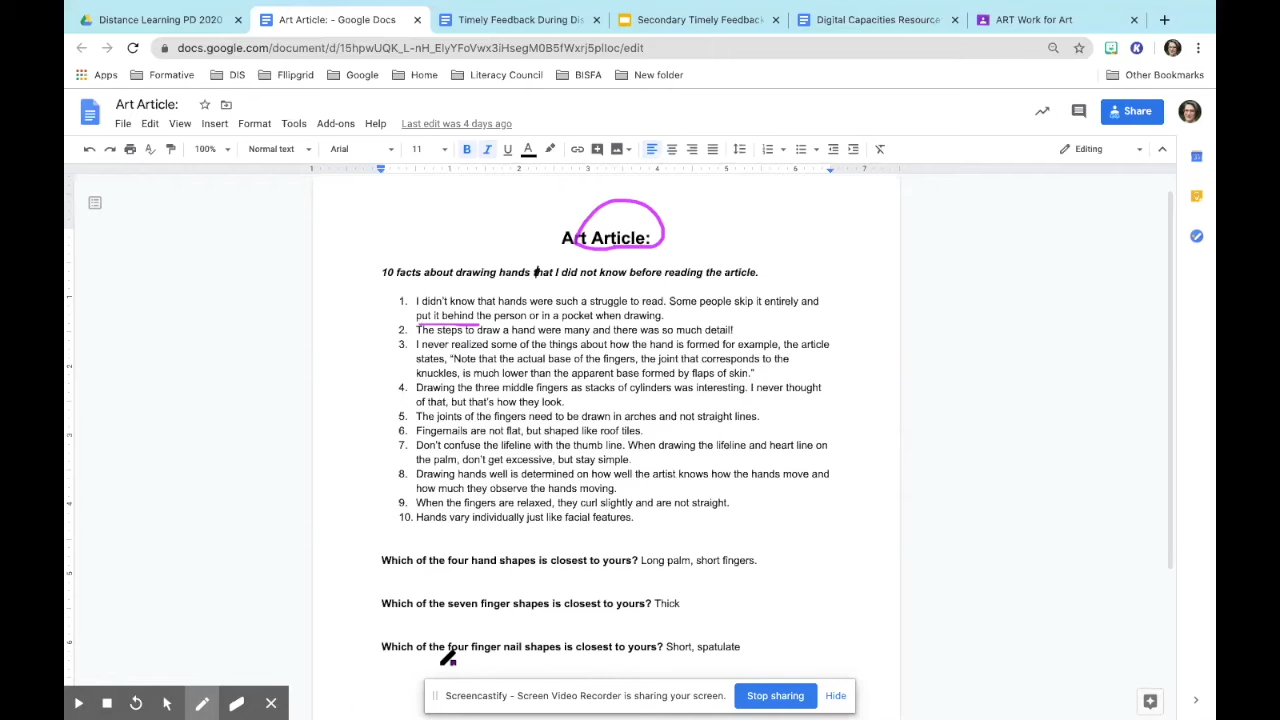 Distance Learning PD 2020
Art Article: - Google Docs
Timely Feedback During Dis
Secondary Timely Feedback
Digital Capacities Resource
ART Work for Art
docs.google.com/document/d/15hpwUQK_L-nH_ElyYFoVwx3iHsegM0B5fWxrj5plIoc/edit
Apps Formative DIS Fllipgrid Google Home Literacy Council BISFA New folder Other Bookmarks
Art Article:
Share
File Edit View Insert Format Tools Add-ons Help Last edit was 4 days ago
100% Normal text Arial 11 B I U A Editing
1 1 2 3 4 5 6 7
Art Article:
10 facts about drawing hands that I did not know before reading the article.
1. I didn't know that hands were such a struggle to read. Some people skip it entirely and
put it behind the person or in a pocket when drawing.
2. The steps to draw a hand were many and there was so much detail!
3. I never realized some of the things about how the hand is formed for example, the article
states, “Note that the actual base of the fingers, the joint that corresponds to the
knuckles, is much lower than the apparent base formed by flaps of skin.”
4. Drawing the three middle fingers as stacks of cylinders was interesting. I never thought
of that, but that's how they look.
5. The joints of the fingers need to be drawn in arches and not straight lines.
6. Fingernails are not flat, but shaped like roof tiles.
7. Don't confuse the lifeline with the thumb line. When drawing the lifeline and heart line on
the palm, don't get excessive, but stay simple.
8. Drawing hands well is determined on how well the artist knows how the hands move and
how much they observe the hands moving.
9. When the fingers are relaxed, they curl slightly and are not straight.
10. Hands vary individually just like facial features.
Which of the four hand shapes is closest to yours? Long palm, short fingers.
Which of the seven finger shapes is closest to yours? Thick
Which of the four finger nail shapes is closest to yours? Short, spatulate
Screencastify - Screen Video Recorder is sharing your screen. Stop sharing Hide